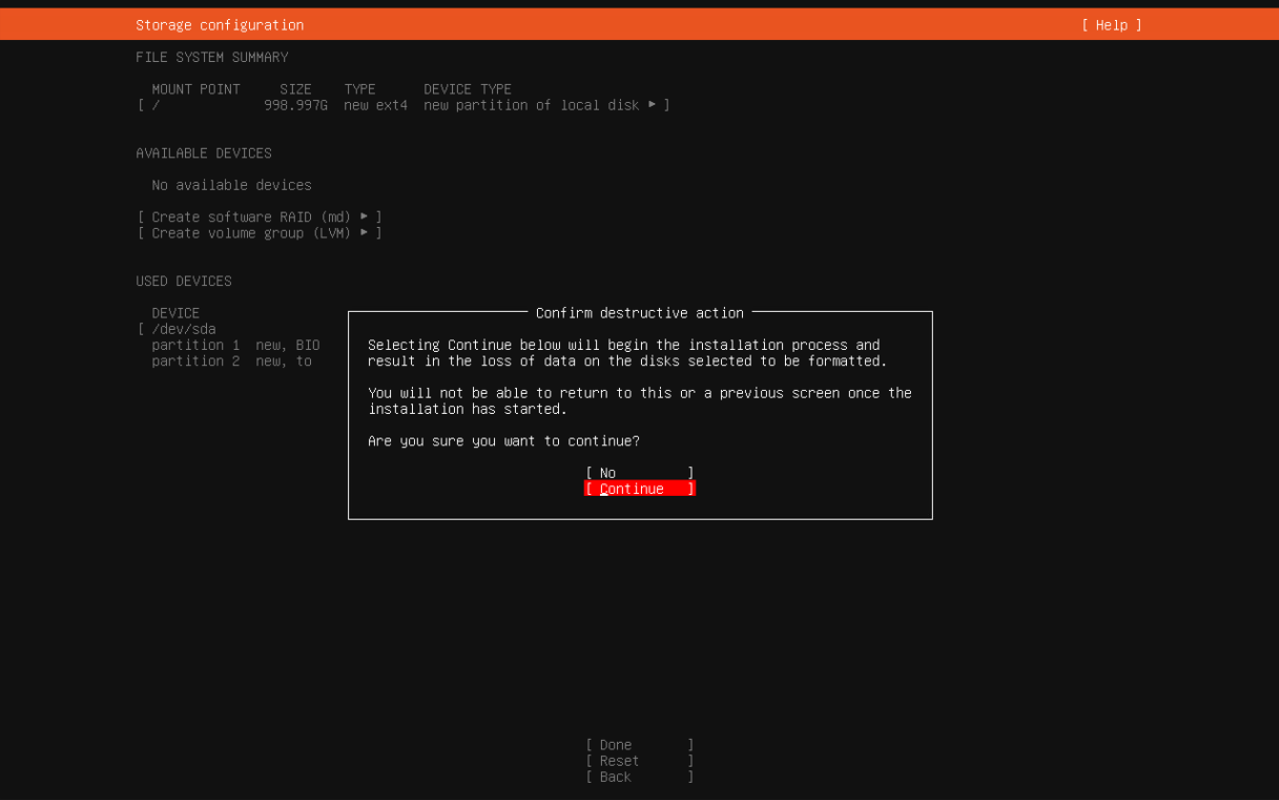 Storage configuration [ Help ]
FILE SYSTEM SUMMARY
MOUNT POINT SIZE TYPE DEVICE TYPE
[ / 998.997G new ext4 new partition of local disk ▸ ]
AVAILABLE DEVICES
No available devices
[ Create software RAID (md) ▸ ]
[ Create volume group (LVM) ▸ ]
USED DEVICES
DEVICE
[ /dev/sda
partition 1 new, BIO
partition 2 new, to
Confirm destructive action
Selecting Continue below will begin the installation process and
result in the loss of data on the disks selected to be formatted.
You will not be able to return to this or a previous screen once the
installation has started.
Are you sure you want to continue?
[ No ]
[ Continue ]
[ Done ]
[ Reset ]
[ Back ]